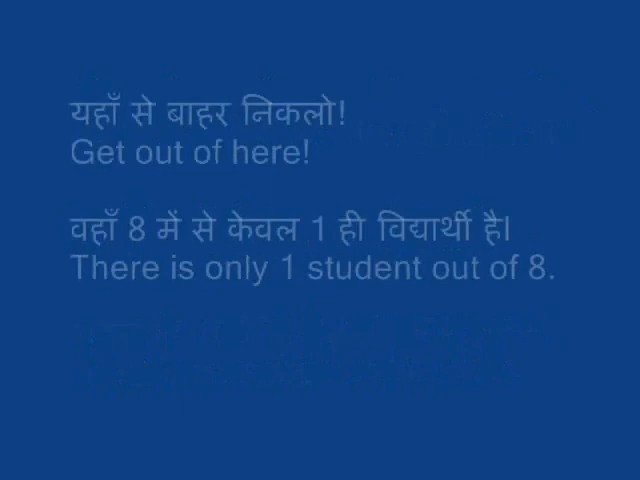 यहाँ से बाहर निकलो!
Get out of here!
वहाँ 8 में से केवल 1 ही विद्यार्थी है।
There is only 1 student out of 8.